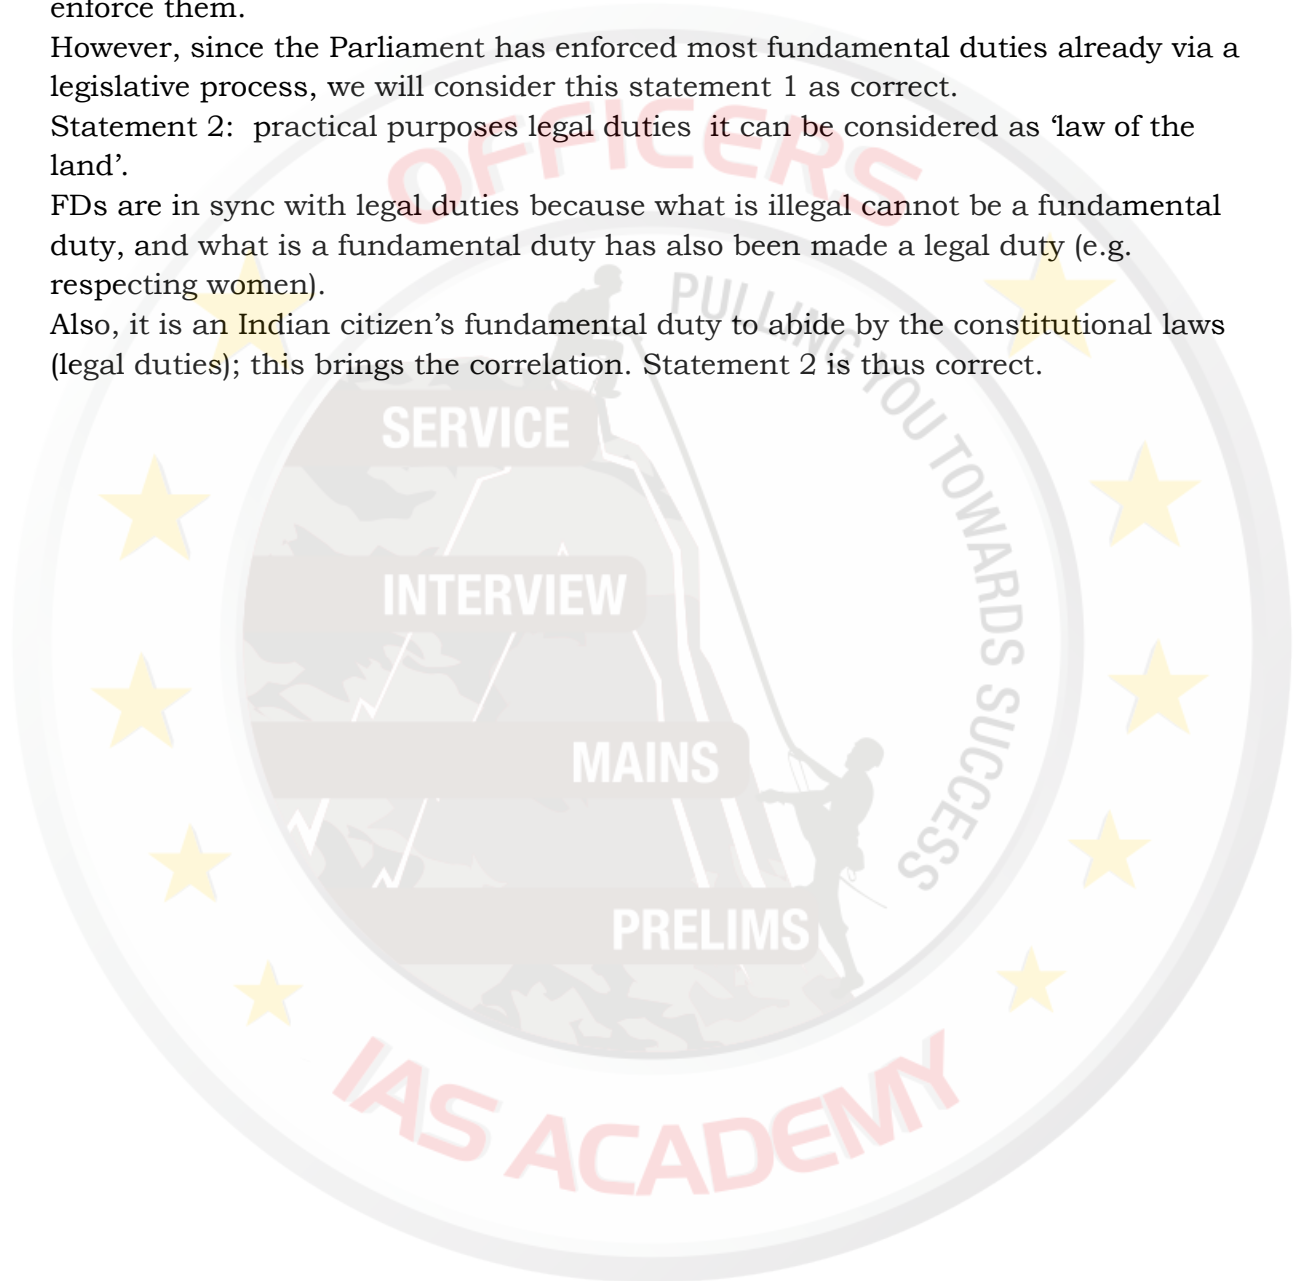 enforce them.
However, since the Parliament has enforced most fundamental duties already via a
legislative process, we will consider this statement 1 as correct.
Statement 2:  practical purposes legal duties  it can be considered as ‘law of the
land’.
FDs are in sync with legal duties because what is illegal cannot be a fundamental
duty, and what is a fundamental duty has also been made a legal duty (e.g.
respecting women).
Also, it is an Indian citizen’s fundamental duty to abide by the constitutional laws
(legal duties); this brings the correlation. Statement 2 is thus correct.
OFFICERS
PULLING YOU TOWARDS SUCCESS
SERVICE
INTERVIEW
MAINS
PRELIMS
IAS ACADEMY